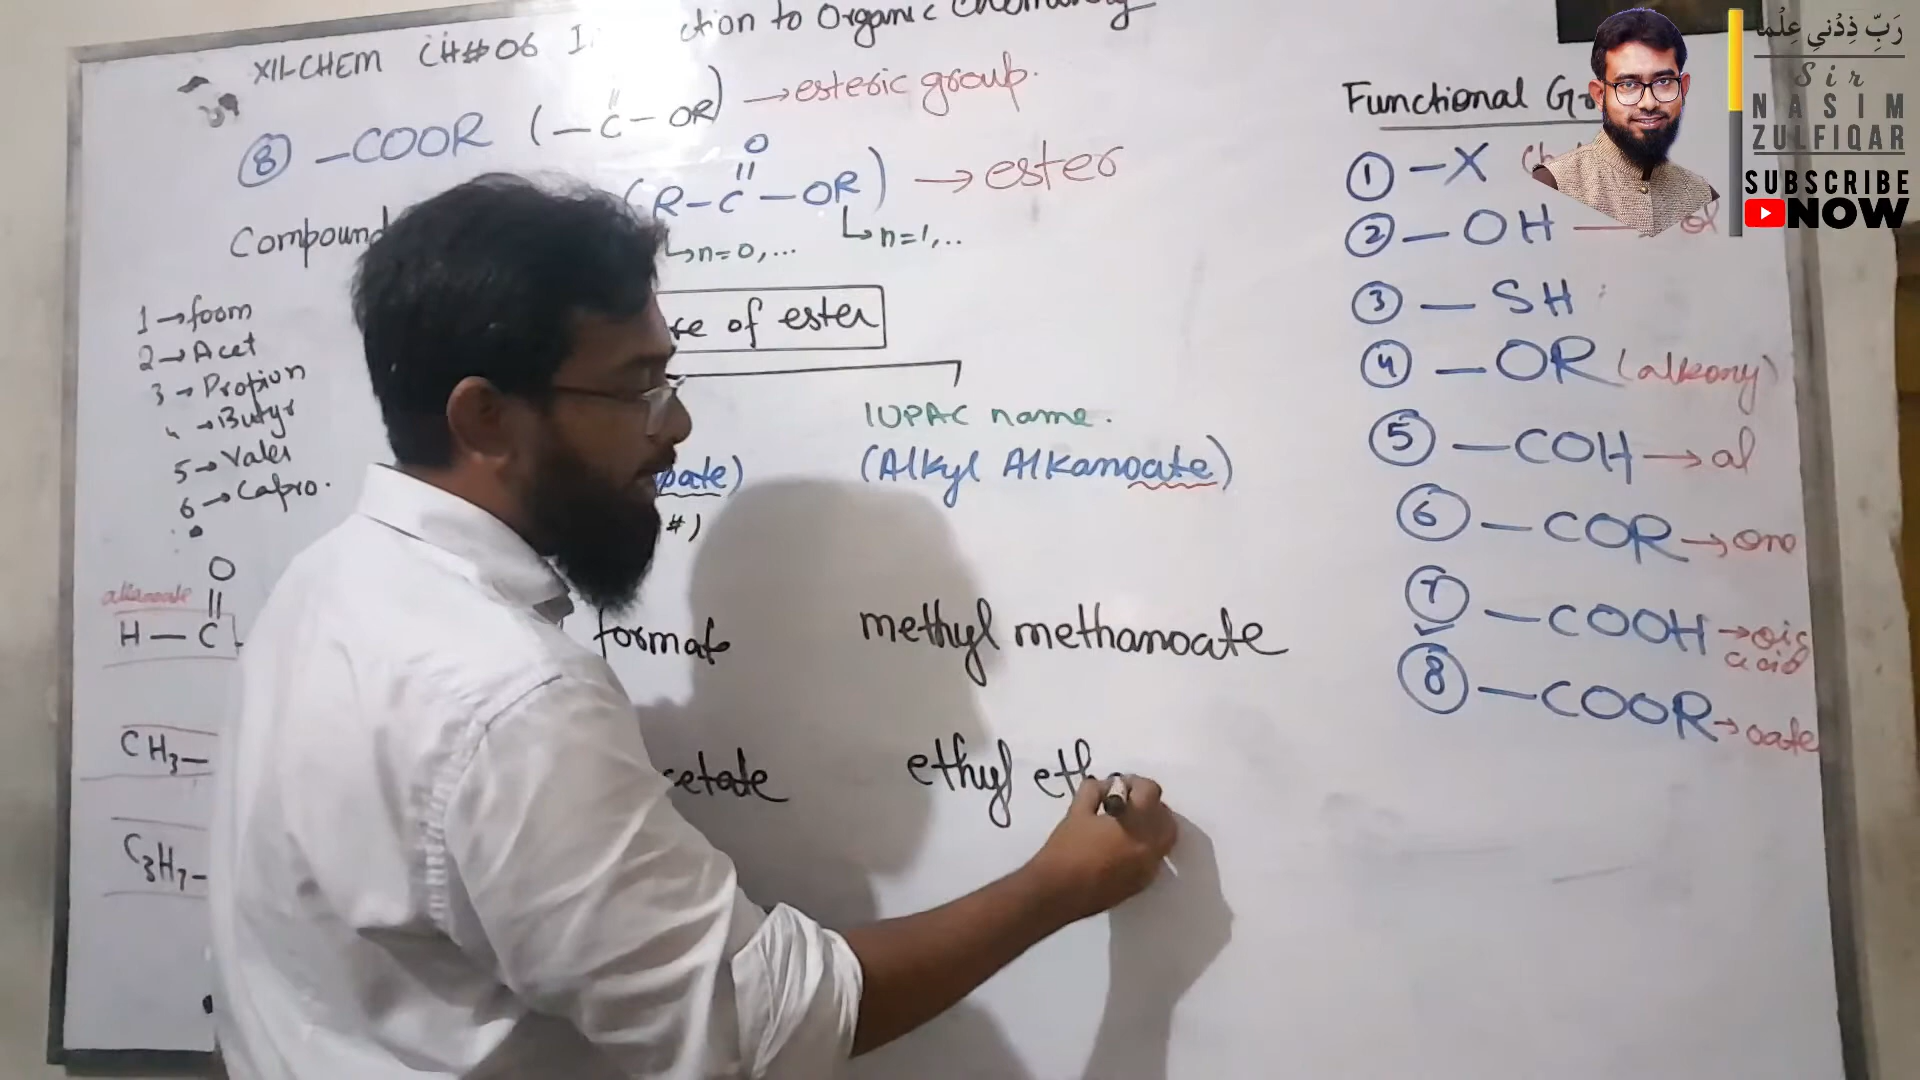 XII-CHEM CH#06 I ction to Organic Chemistry
⑧ -COOR (-C-OR) → esteric group.
O
||
Compound (R-C-OR) → ester
n=0,... n=1,..
1→form
2→Acet
3→Propion
4→Butyr
5→Valer
6→Capro.
re of ester
IUPAC name.
oate) (Alkyl Alkanoate)
#)
alkanoate
O
||
H-C
formate methyl methanoate
CH3- cetate ethyl etha
C3H7-
Functional Gr
① -X
② -OH → ol
③ -SH
④ -OR (alkoxy)
⑤ -COH → al
⑥ -COR → one
⑦ -COOH → oic
acid
⑧ -COOR → oate
رَبِّ زِدْنِي عِلْمًا
Sir
NASIM
ZULFIQAR
SUBSCRIBE
NOW